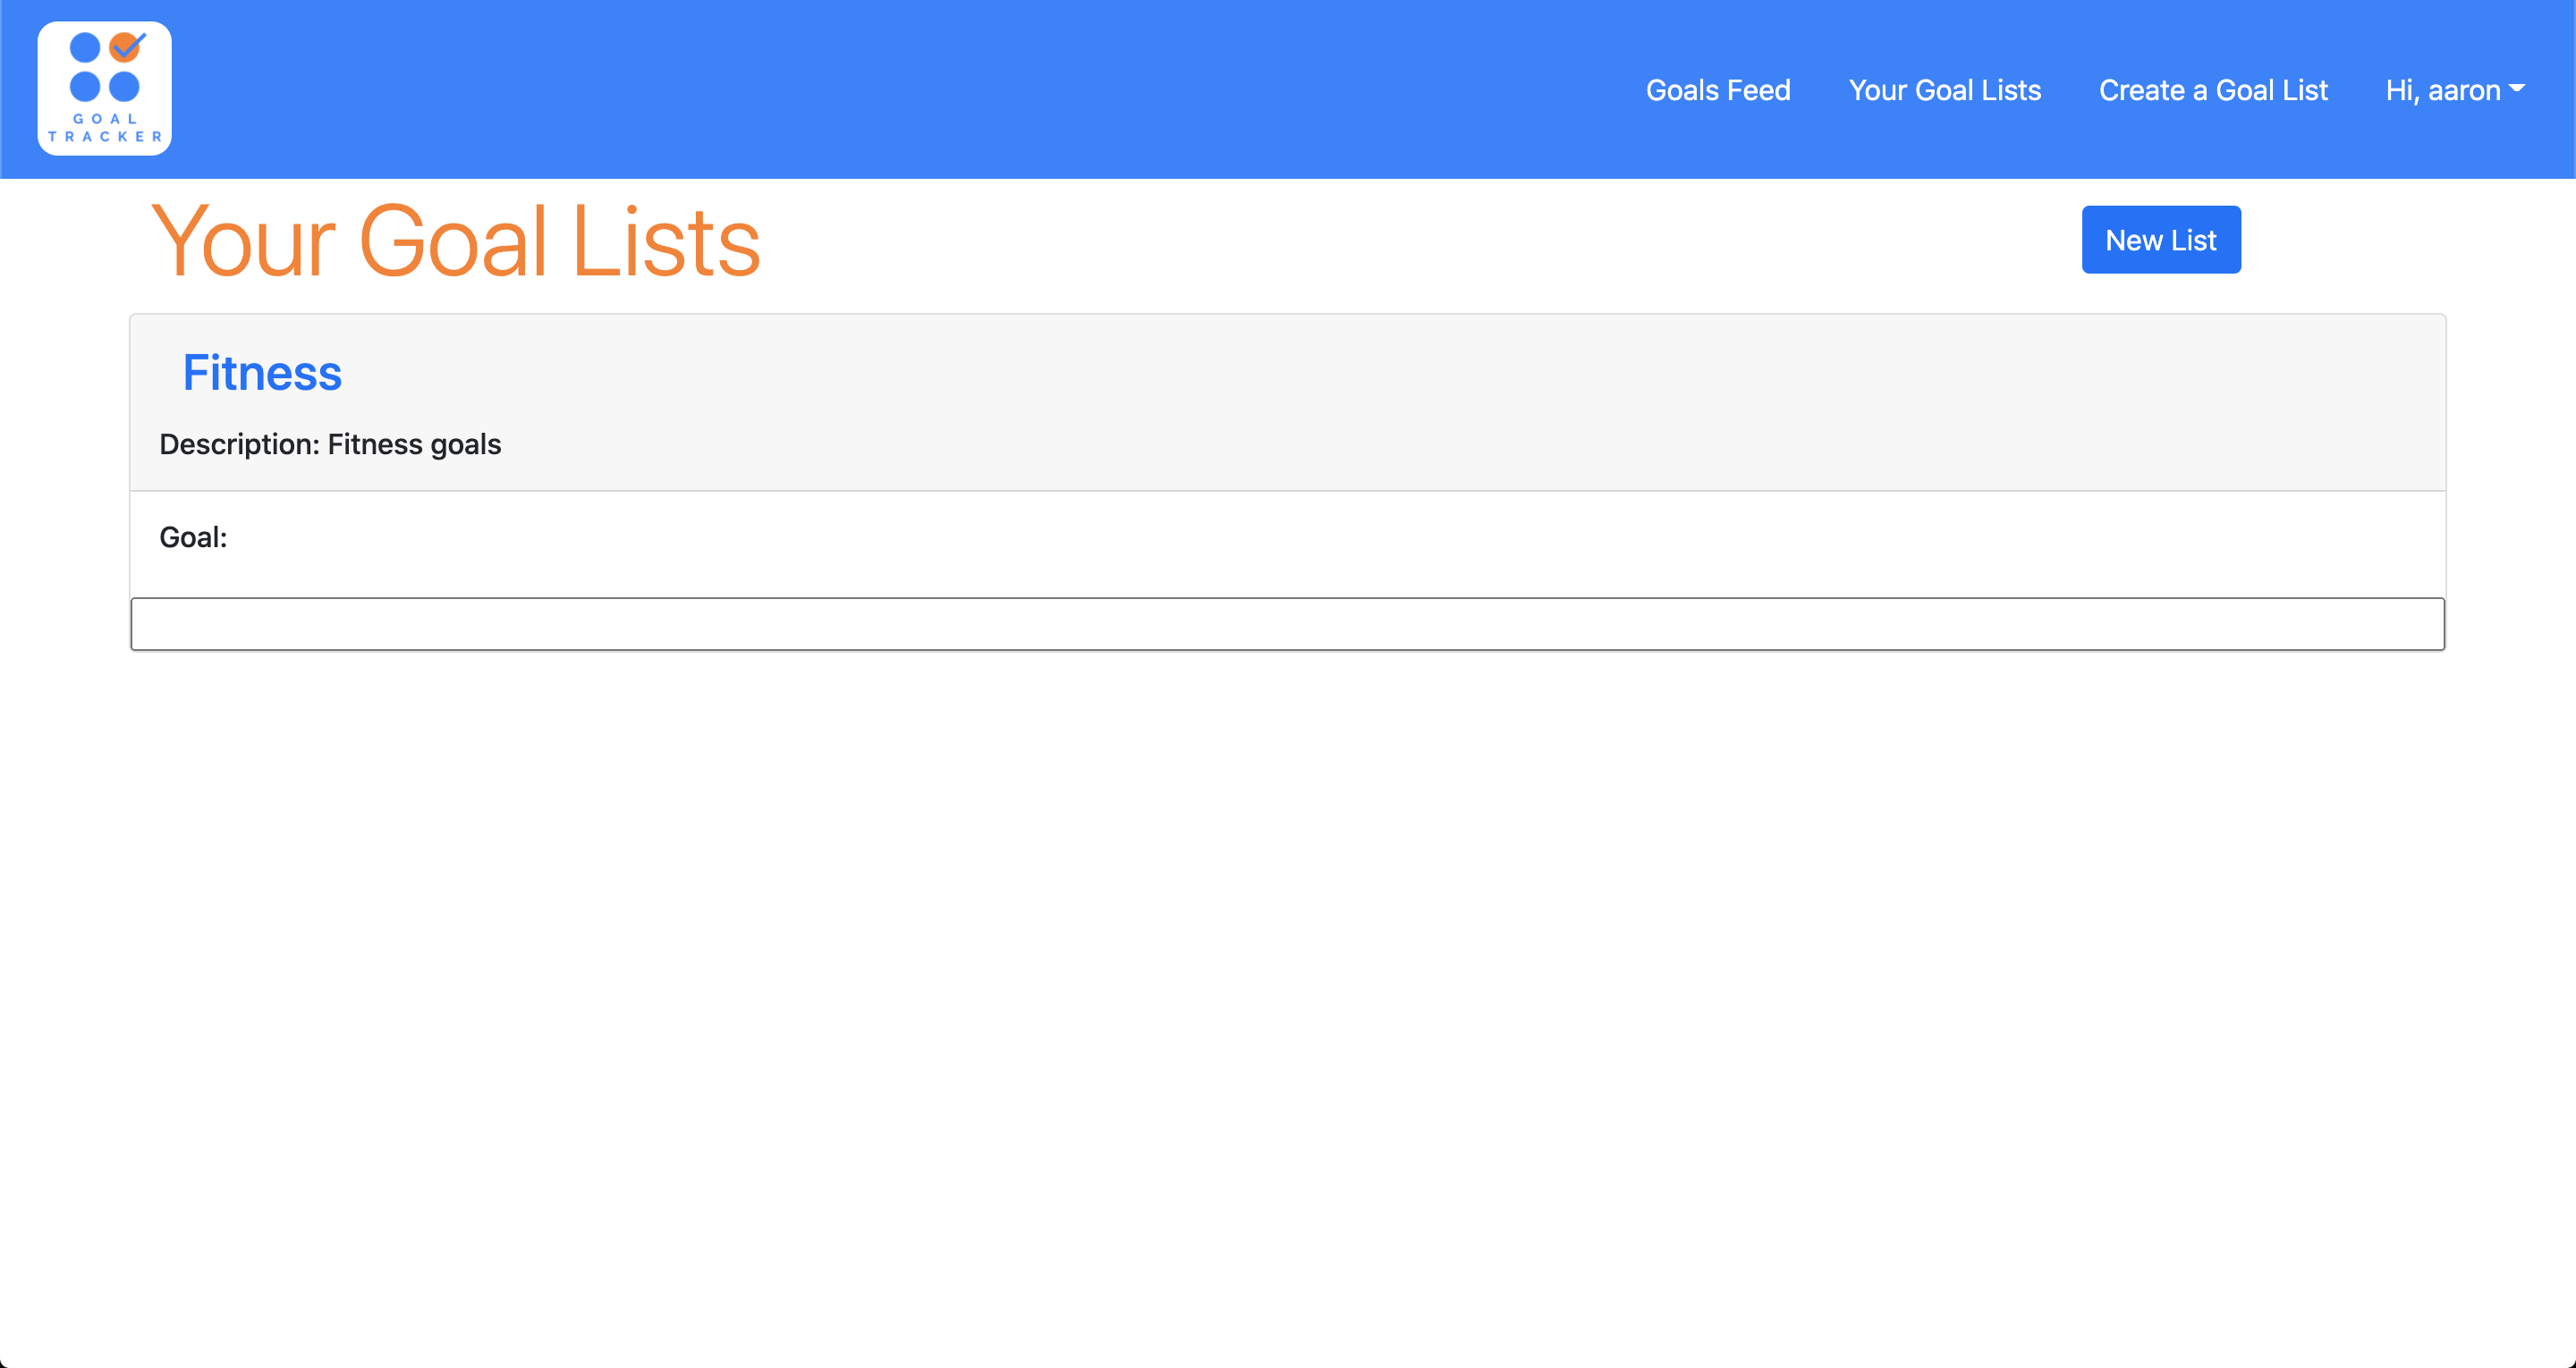 GOAL
TRACKER
Goals Feed
Your Goal Lists
Create a Goal List
Hi, aaron
Your Goal Lists
New List
Fitness
Description: Fitness goals
Goal: